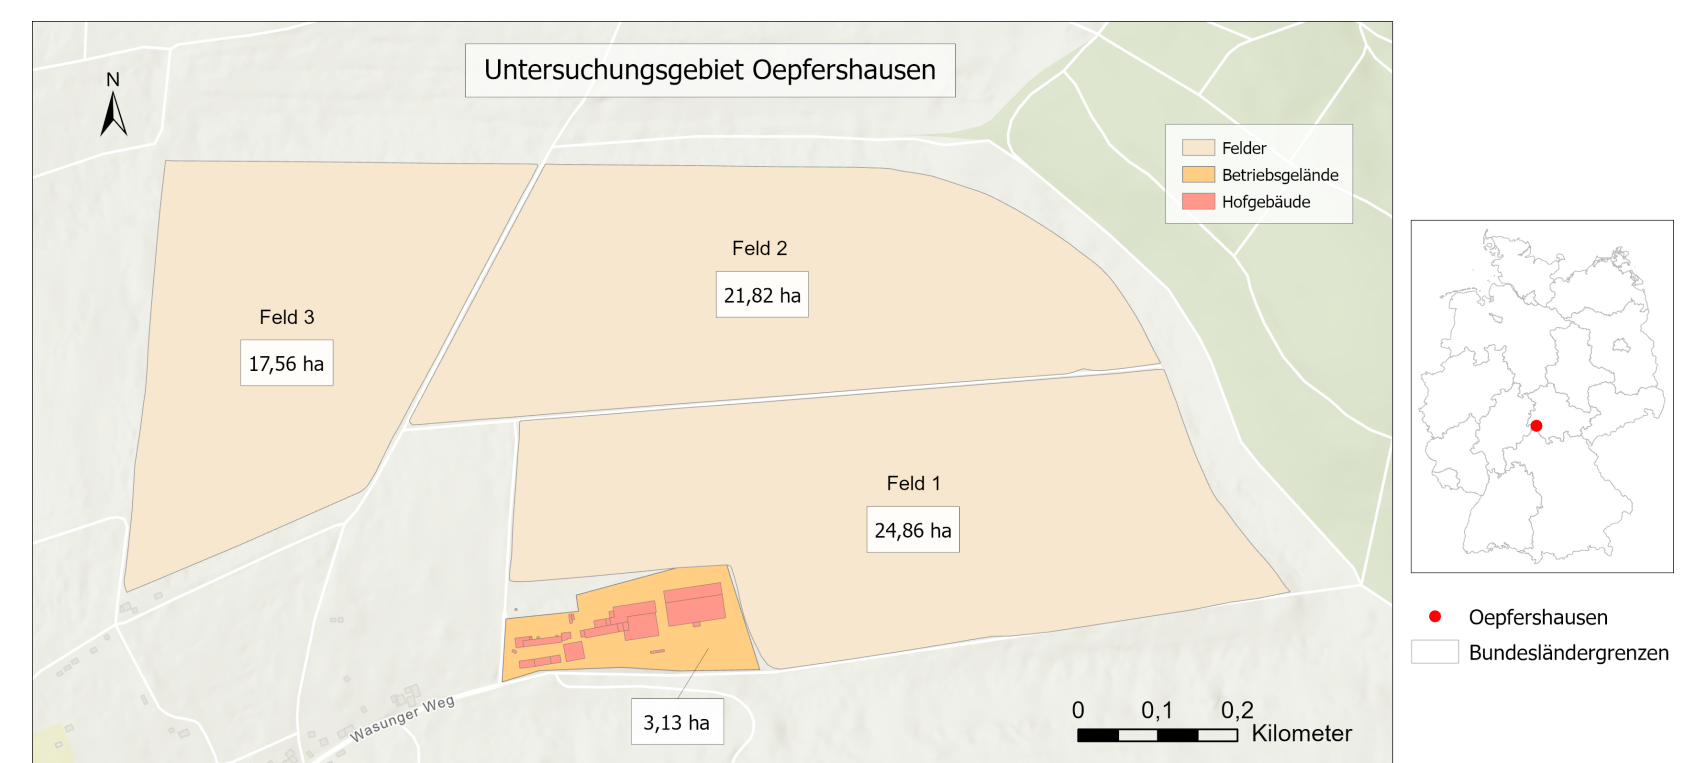 Untersuchungsgebiet Oepfershausen
N
Felder
Betriebsgelände
Hofgebäude
Feld 2
21,82 ha
Feld 3
17,56 ha
Feld 1
24,86 ha
3,13 ha
Wasunger Weg
0 0,1 0,2
Kilometer
Oepfershausen
Bundesländergrenzen